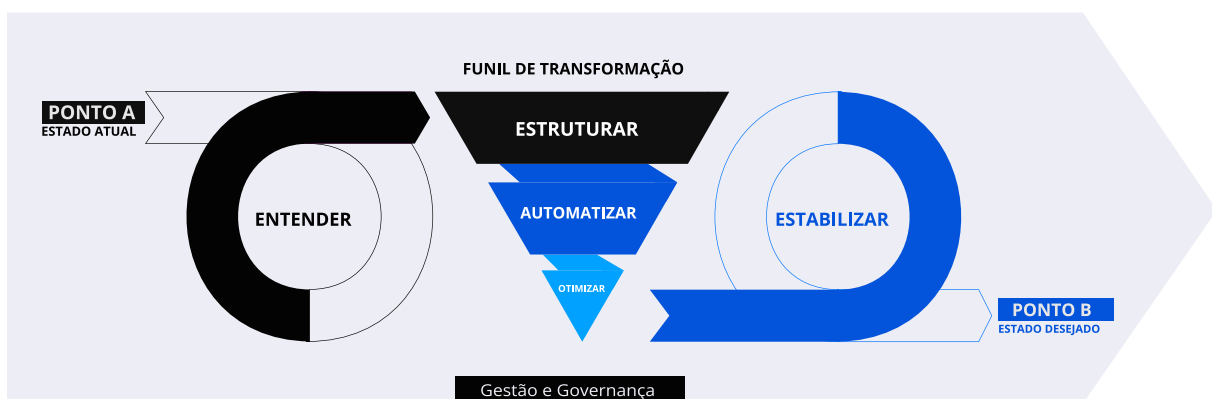 FUNIL DE TRANSFORMAÇÃO
PONTO A
ESTADO ATUAL
ESTRUTURAR
ENTENDER
AUTOMATIZAR
ESTABILIZAR
OTIMIZAR
PONTO B
ESTADO DESEJADO
Gestão e Governança